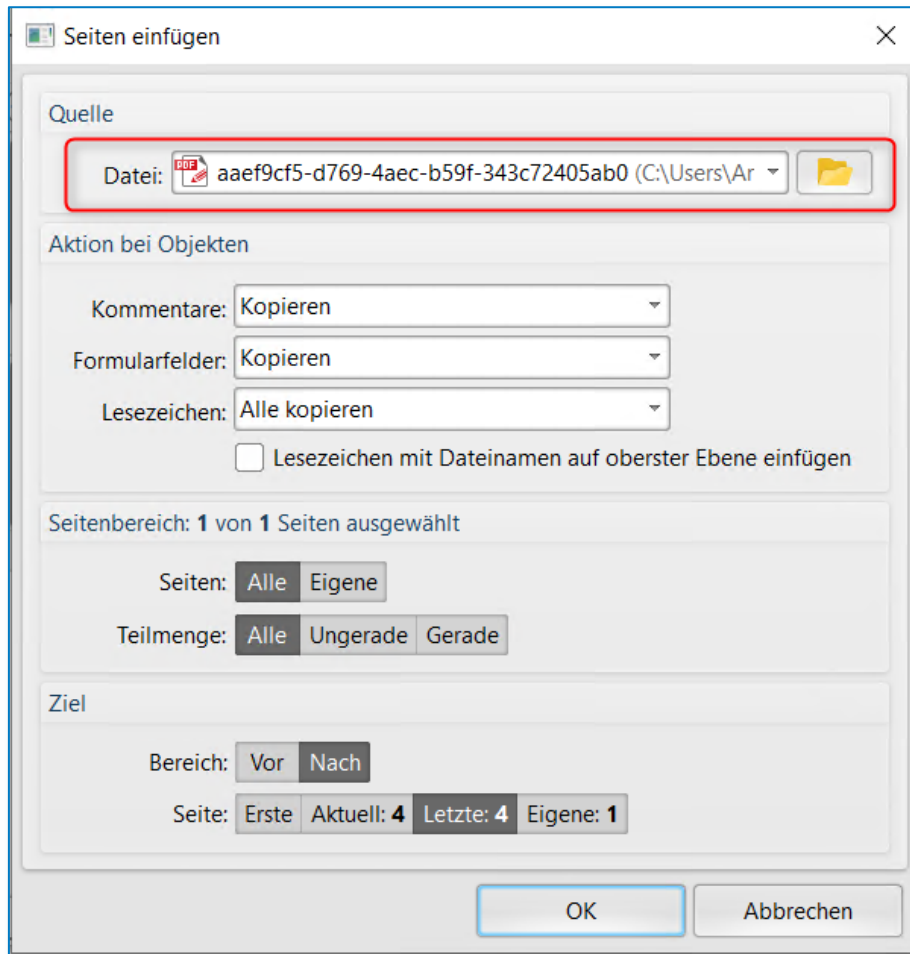 Seiten einfügen
Quelle
Datei: PDF aaef9cf5-d769-4aec-b59f-343c72405ab0 (C:\Users\Ar
Aktion bei Objekten
Kommentare: Kopieren
Formularfelder: Kopieren
Lesezeichen: Alle kopieren
Lesezeichen mit Dateinamen auf oberster Ebene einfügen
Seitenbereich: 1 von 1 Seiten ausgewählt
Seiten: Alle Eigene
Teilmenge: Alle Ungerade Gerade
Ziel
Bereich: Vor Nach
Seite: Erste Aktuell: 4 Letzte: 4 Eigene: 1
OK Abbrechen